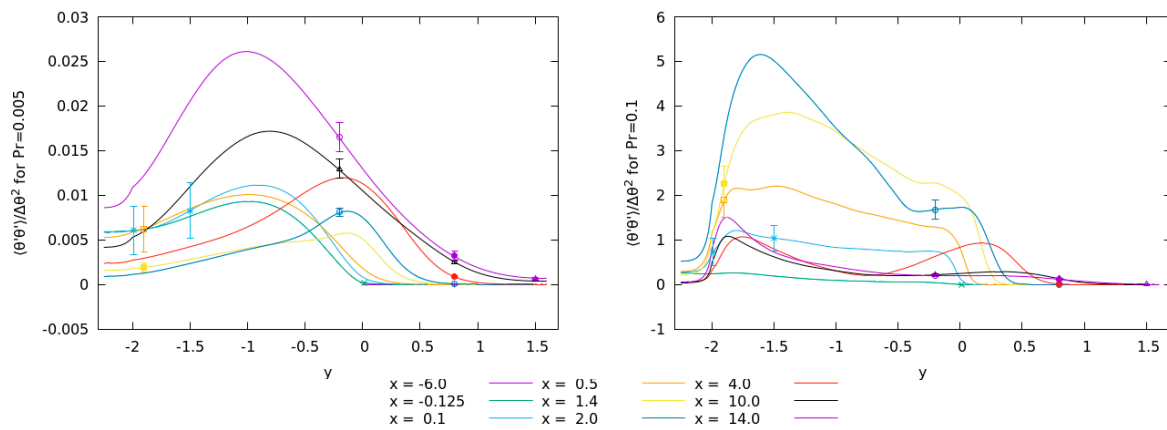 0.03
0.025
0.02
0.015
0.01
0.005
0
-0.005
⟨θ'θ'⟩/Δθ² for Pr=0.005
-2 -1.5 -1 -0.5 0 0.5 1 1.5
y
6
5
4
3
2
1
0
-1
⟨θ'θ'⟩/Δθ² for Pr=0.1
-2 -1.5 -1 -0.5 0 0.5 1 1.5
y
x = -6.0 x = 0.5 x = 4.0
x = -0.125 x = 1.4 x = 10.0
x = 0.1 x = 2.0 x = 14.0